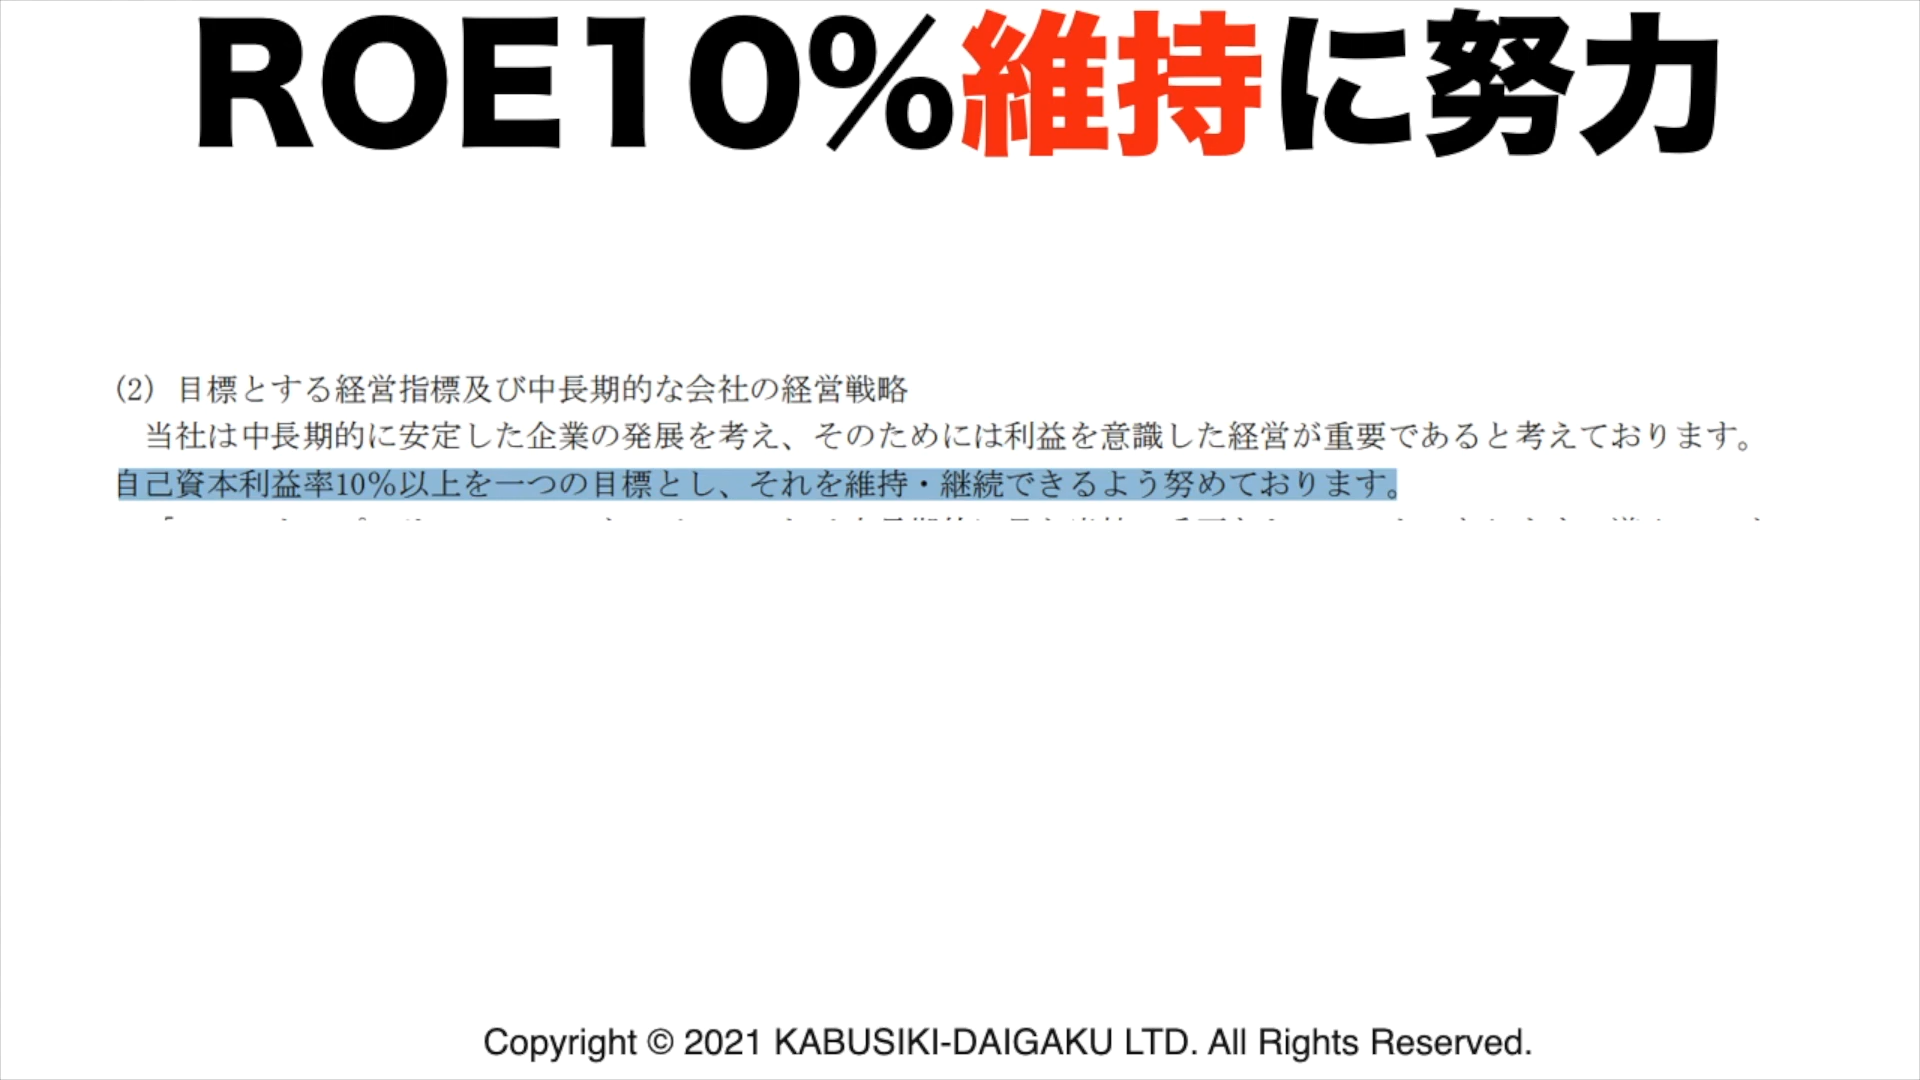 ROE10%維持に努力
(2) 目標とする経営指標及び中長期的な会社の経営戦略
当社は中長期的に安定した企業の発展を考え、そのためには利益を意識した経営が重要であると考えております。
自己資本利益率10%以上を一つの目標とし、それを維持・継続できるよう努めております。
Copyright © 2021 KABUSIKI-DAIGAKU LTD. All Rights Reserved.